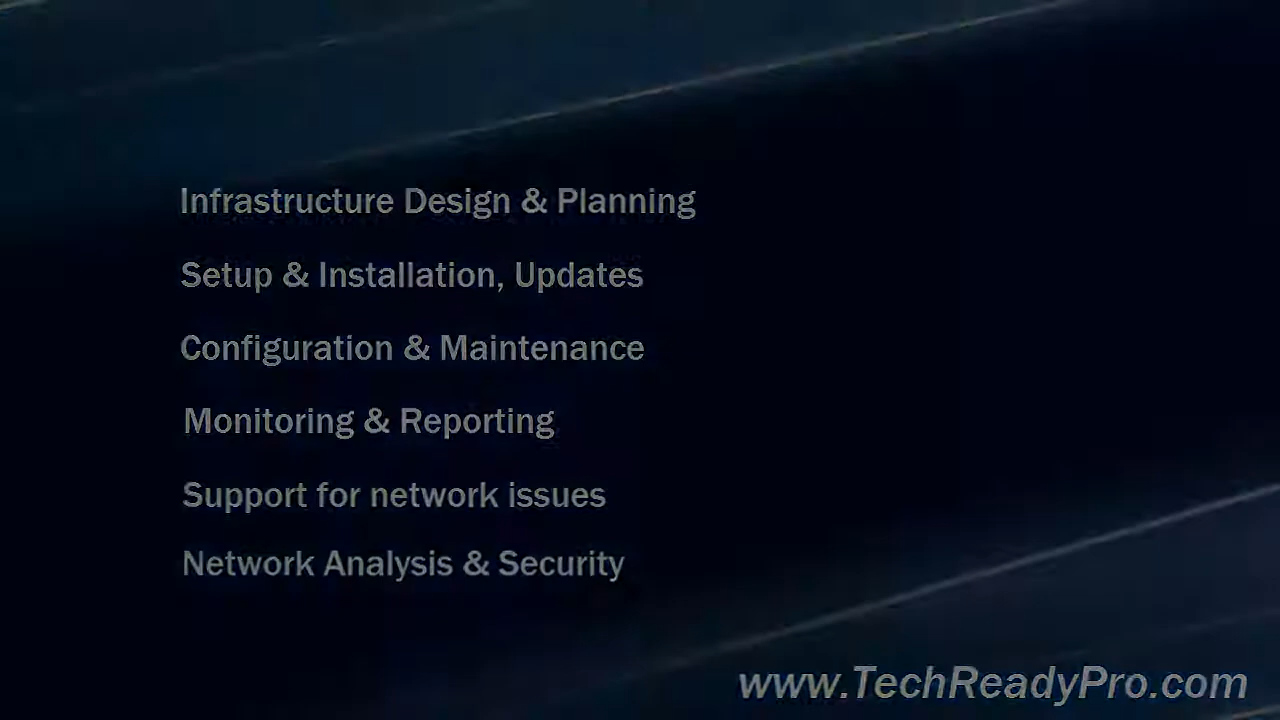 Infrastructure Design & Planning
Setup & Installation, Updates
Configuration & Maintenance
Monitoring & Reporting
Support for network issues
Network Analysis & Security
www.TechReadyPro.com